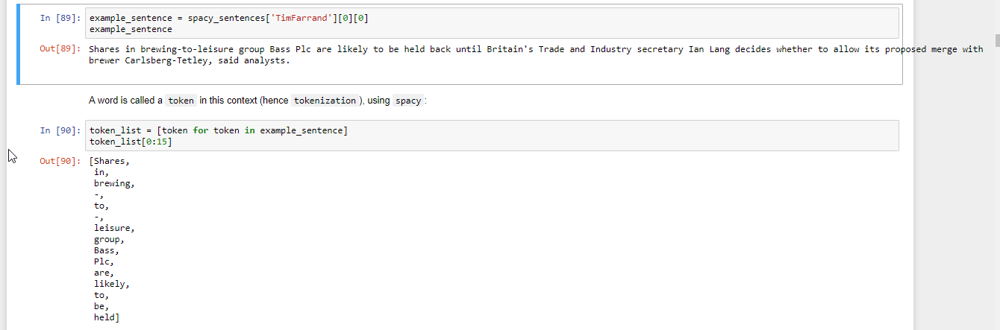 In [89]: example_sentence = spacy_sentences['TimFarrand'][0][0]
example_sentence
Out[89]: Shares in brewing-to-leisure group Bass Plc are likely to be held back until Britain's Trade and Industry secretary Ian Lang decides whether to allow its proposed merge with
brewer Carlsberg-Tetley, said analysts.
A word is called a token in this context (hence tokenization ), using spacy :
In [90]: token_list = [token for token in example_sentence]
token_list[0:15]
Out[90]: [Shares,
in,
brewing,
-,
to,
-,
leisure,
group,
Bass,
Plc,
are,
likely,
to,
be,
held]